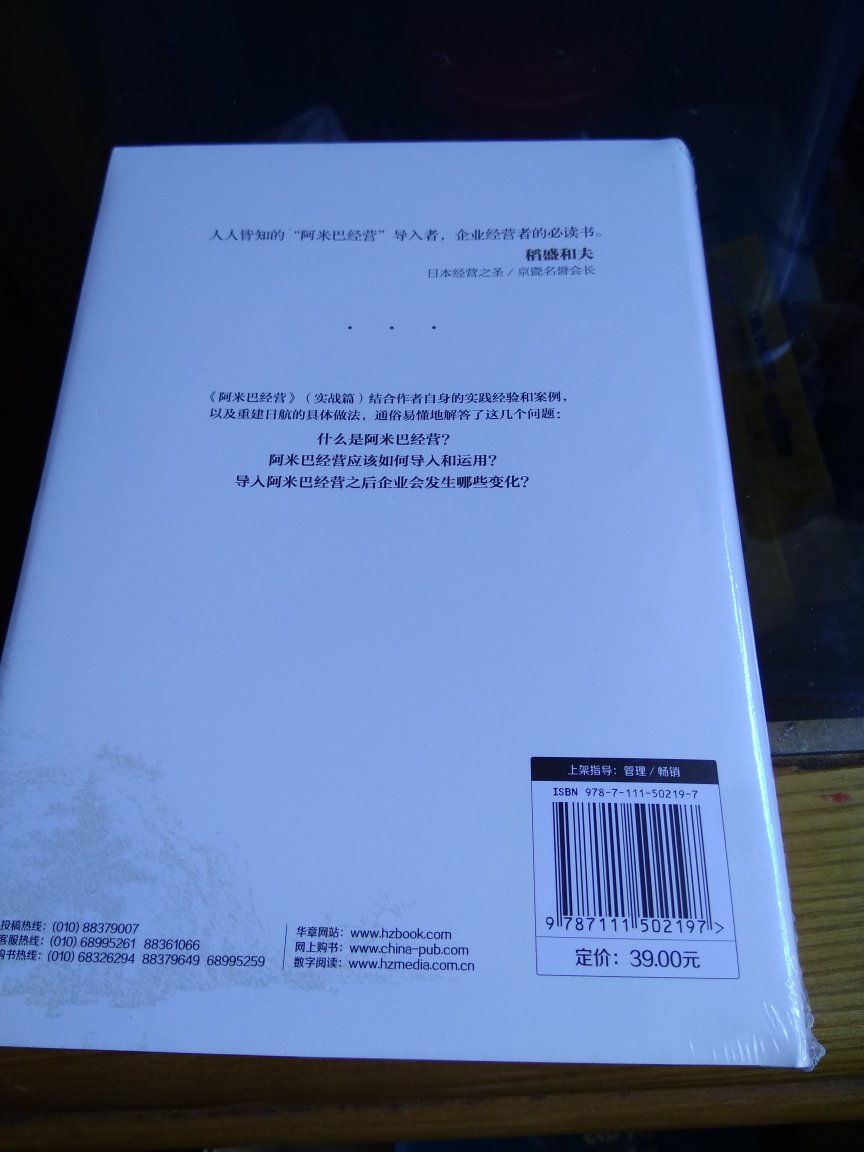 人人皆知的“阿米巴经营”导入者，企业经营者的必读书。
稻盛和夫
日本经营之圣/京瓷名誉会长
《阿米巴经营》（实战篇）结合作者自身的实践经验和案例，
以及重建日航的具体做法，通俗易懂地解答了这几个问题：
什么是阿米巴经营？
阿米巴经营应该如何导入和运用？
导入阿米巴经营之后企业会发生哪些变化？
上架指导：管理/畅销
ISBN 978-7-111-50219-7
9 787111 502197 >
定价：39.00元
投稿热线：(010) 88379007
客服热线：(010) 68995261 88361066
购书热线：(010) 68326294 88379649 68995259
华章网站：www.hzbook.com
网上购书：www.china-pub.com
数字阅读：www.hzmedia.com.cn